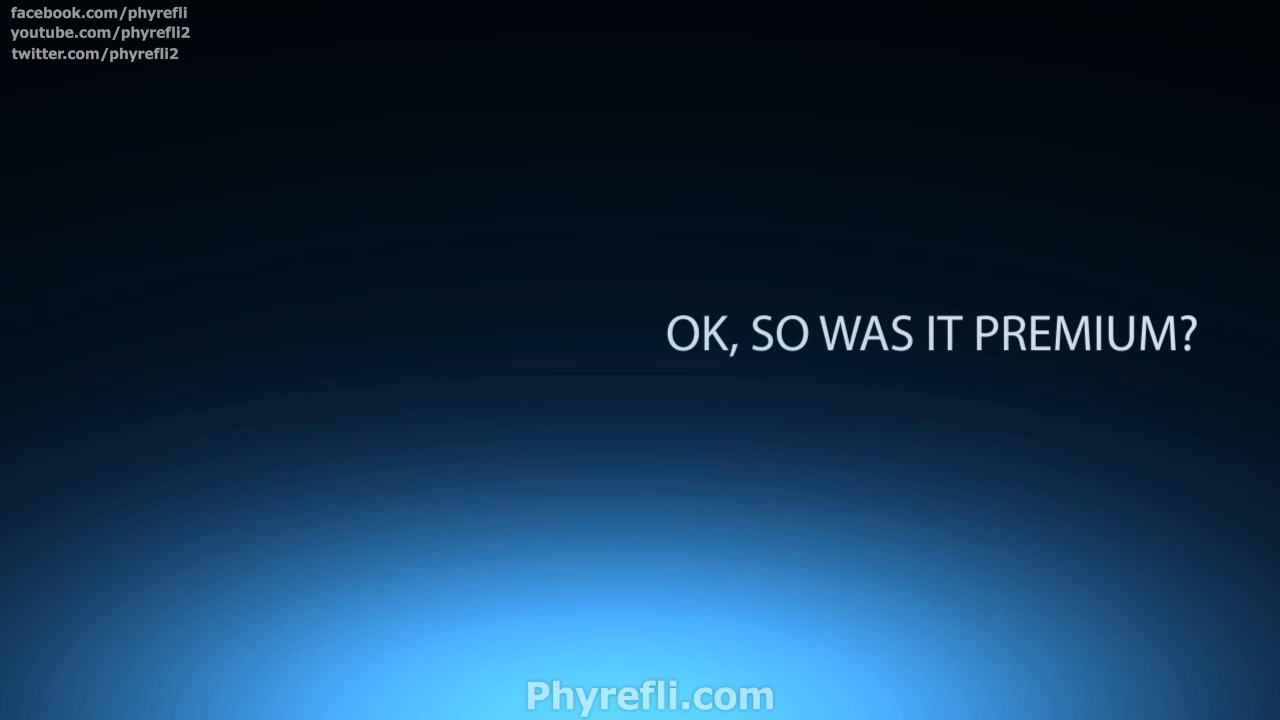 facebook.com/phyrefli
youtube.com/phyrefli2
twitter.com/phyrefli2
OK, SO WAS IT PREMIUM?
Phyrefli.com